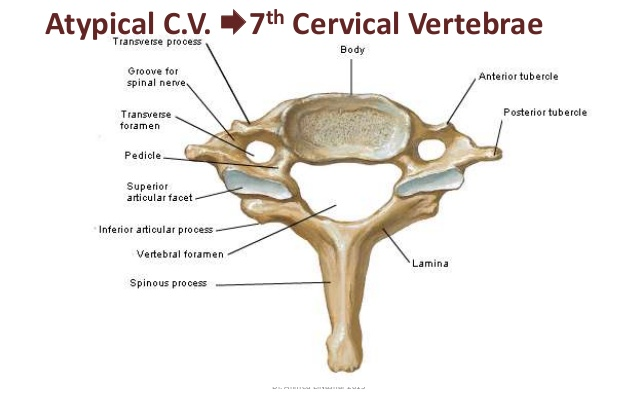 Atypical C.V. ➡7th Cervical Vertebrae
Transverse process
Body
Groove for
spinal nerve
Anterior tubercle
Transverse
foramen
Posterior tubercle
Pedicle
Superior
articular facet
Inferior articular process
Vertebral foramen
Lamina
Spinous process